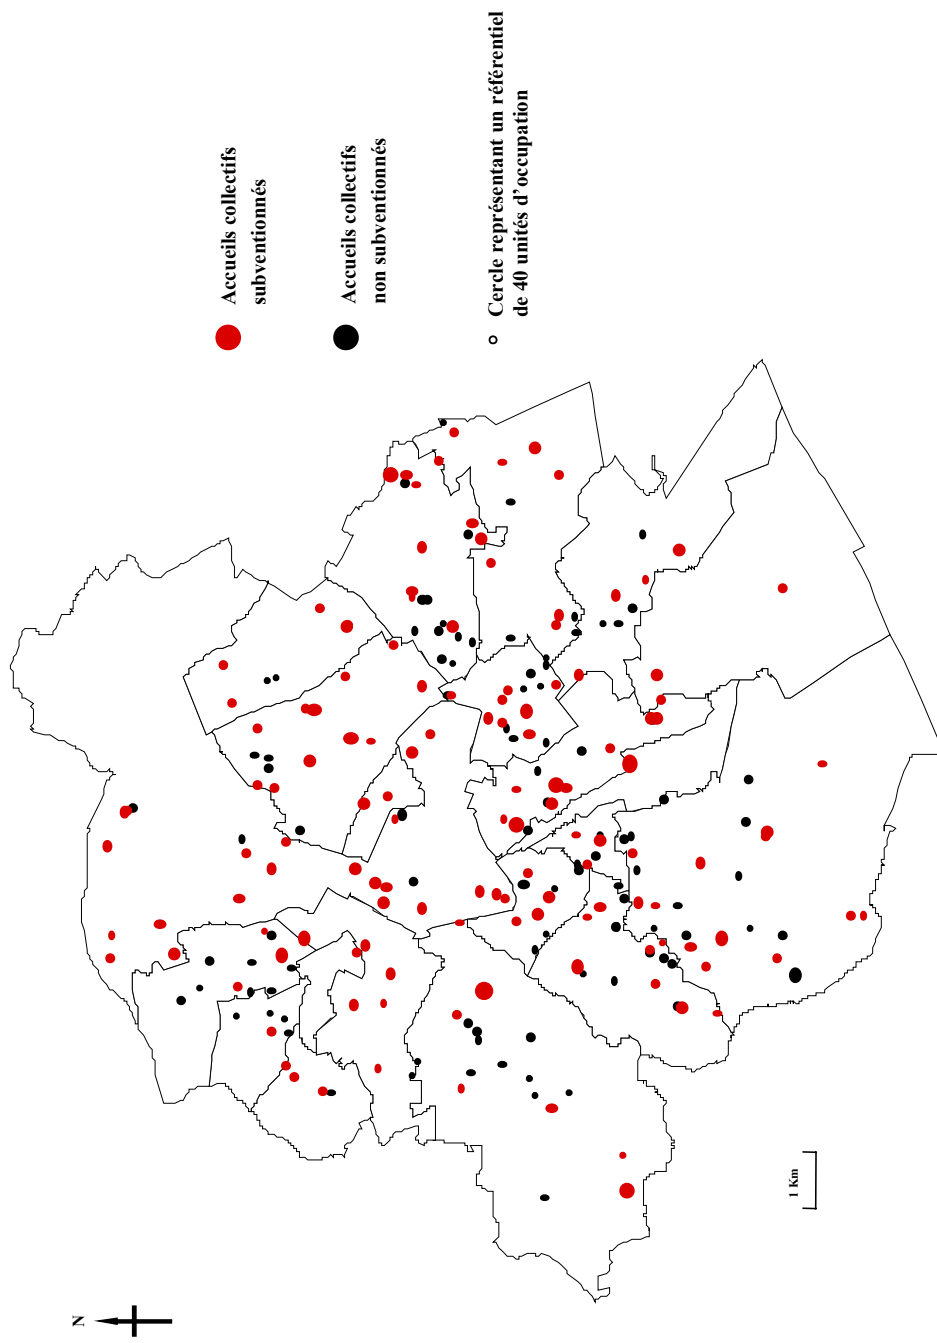 Accueils collectifs
subventionnés
Accueils collectifs
non subventionnés
Cercle représentant un référentiel
de 40 unités d’occupation
1 Km
N